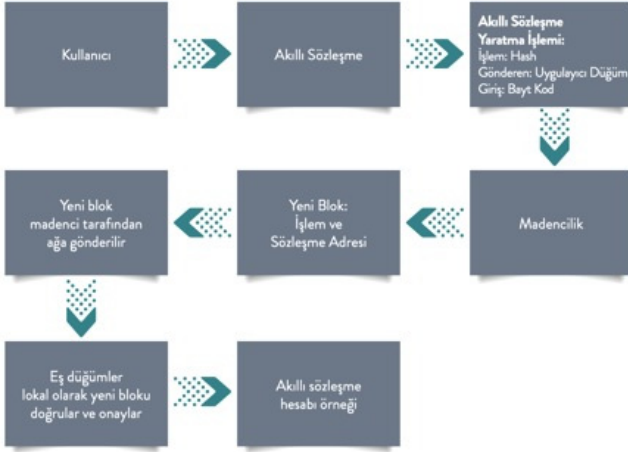 Kullanıcı
Akıllı Sözleşme
Akıllı Sözleşme
Yaratma İşlemi:
İşlem: Hash
Gönderen: Uygulayıcı Düğüm
Giriş: Bayt Kod
Madencilik
Yeni Blok:
İşlem ve
Sözleşme Adresi
Yeni blok
madenci tarafından
ağa gönderilir
Eş düğümler
lokal olarak yeni bloku
doğrular ve onaylar
Akıllı sözleşme
hesabı örneği